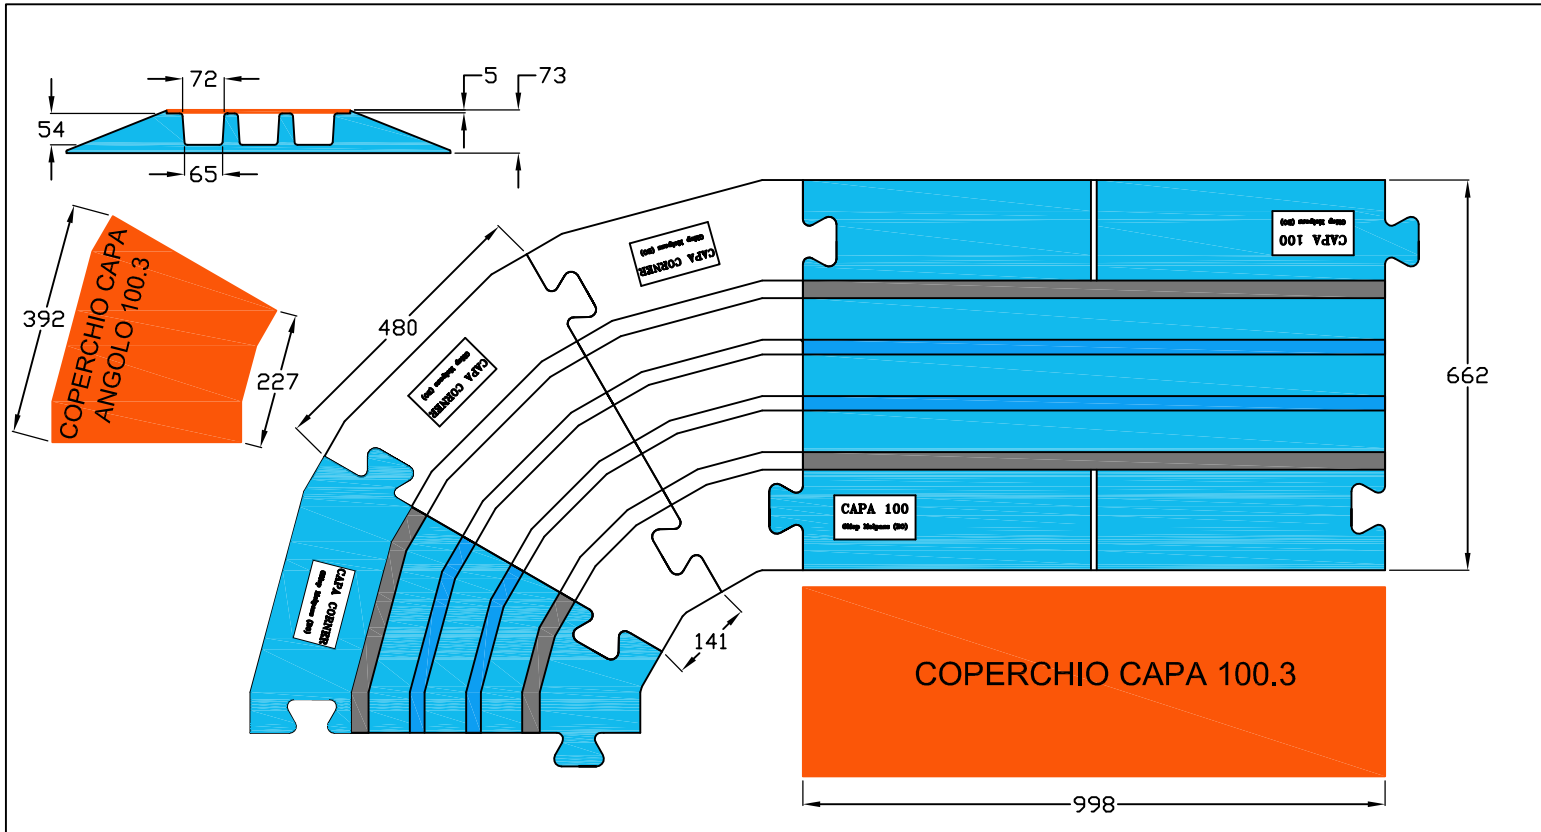 72
5
73
54
65
392
COPERCHIO CAPA
ANGOLO 100.3
227
480
CAPA CORNER
CAPA CORNER
CAPA CORNER
CAPA 100
CAPA 100
662
141
COPERCHIO CAPA 100.3
998